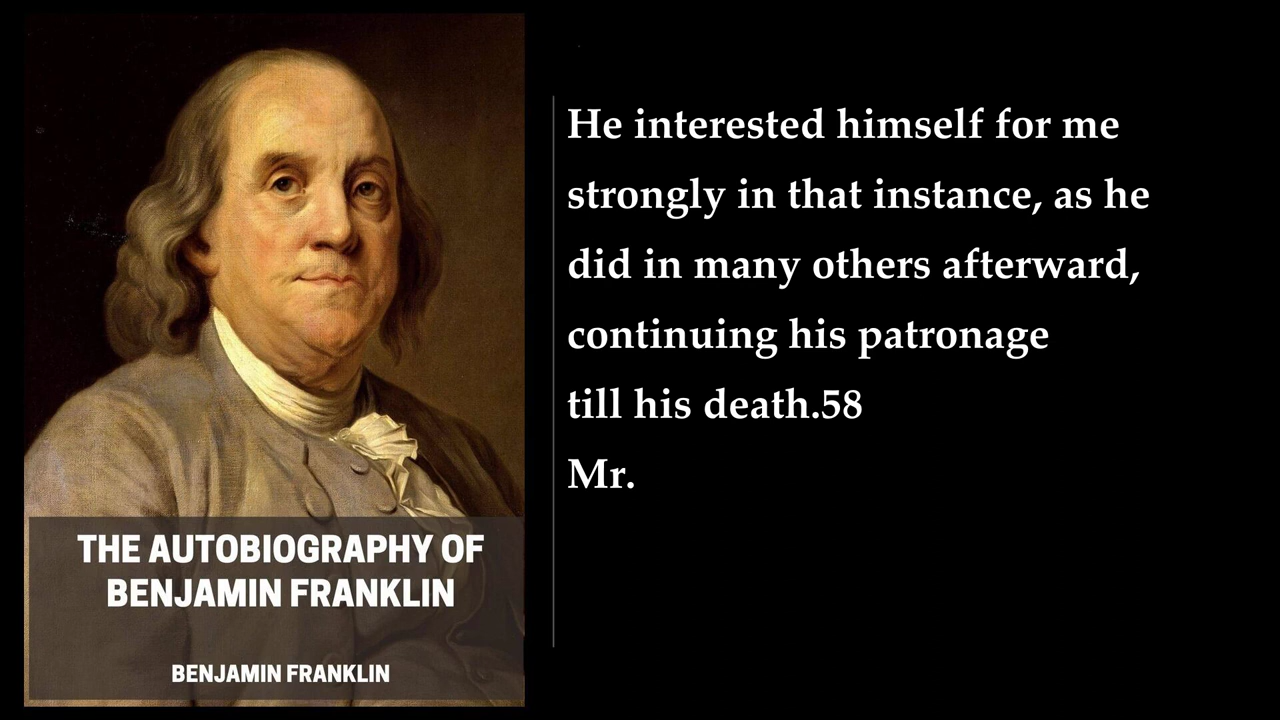 THE AUTOBIOGRAPHY OF
BENJAMIN FRANKLIN
BENJAMIN FRANKLIN
He interested himself for me
strongly in that instance, as he
did in many others afterward,
continuing his patronage
till his death.58
Mr.